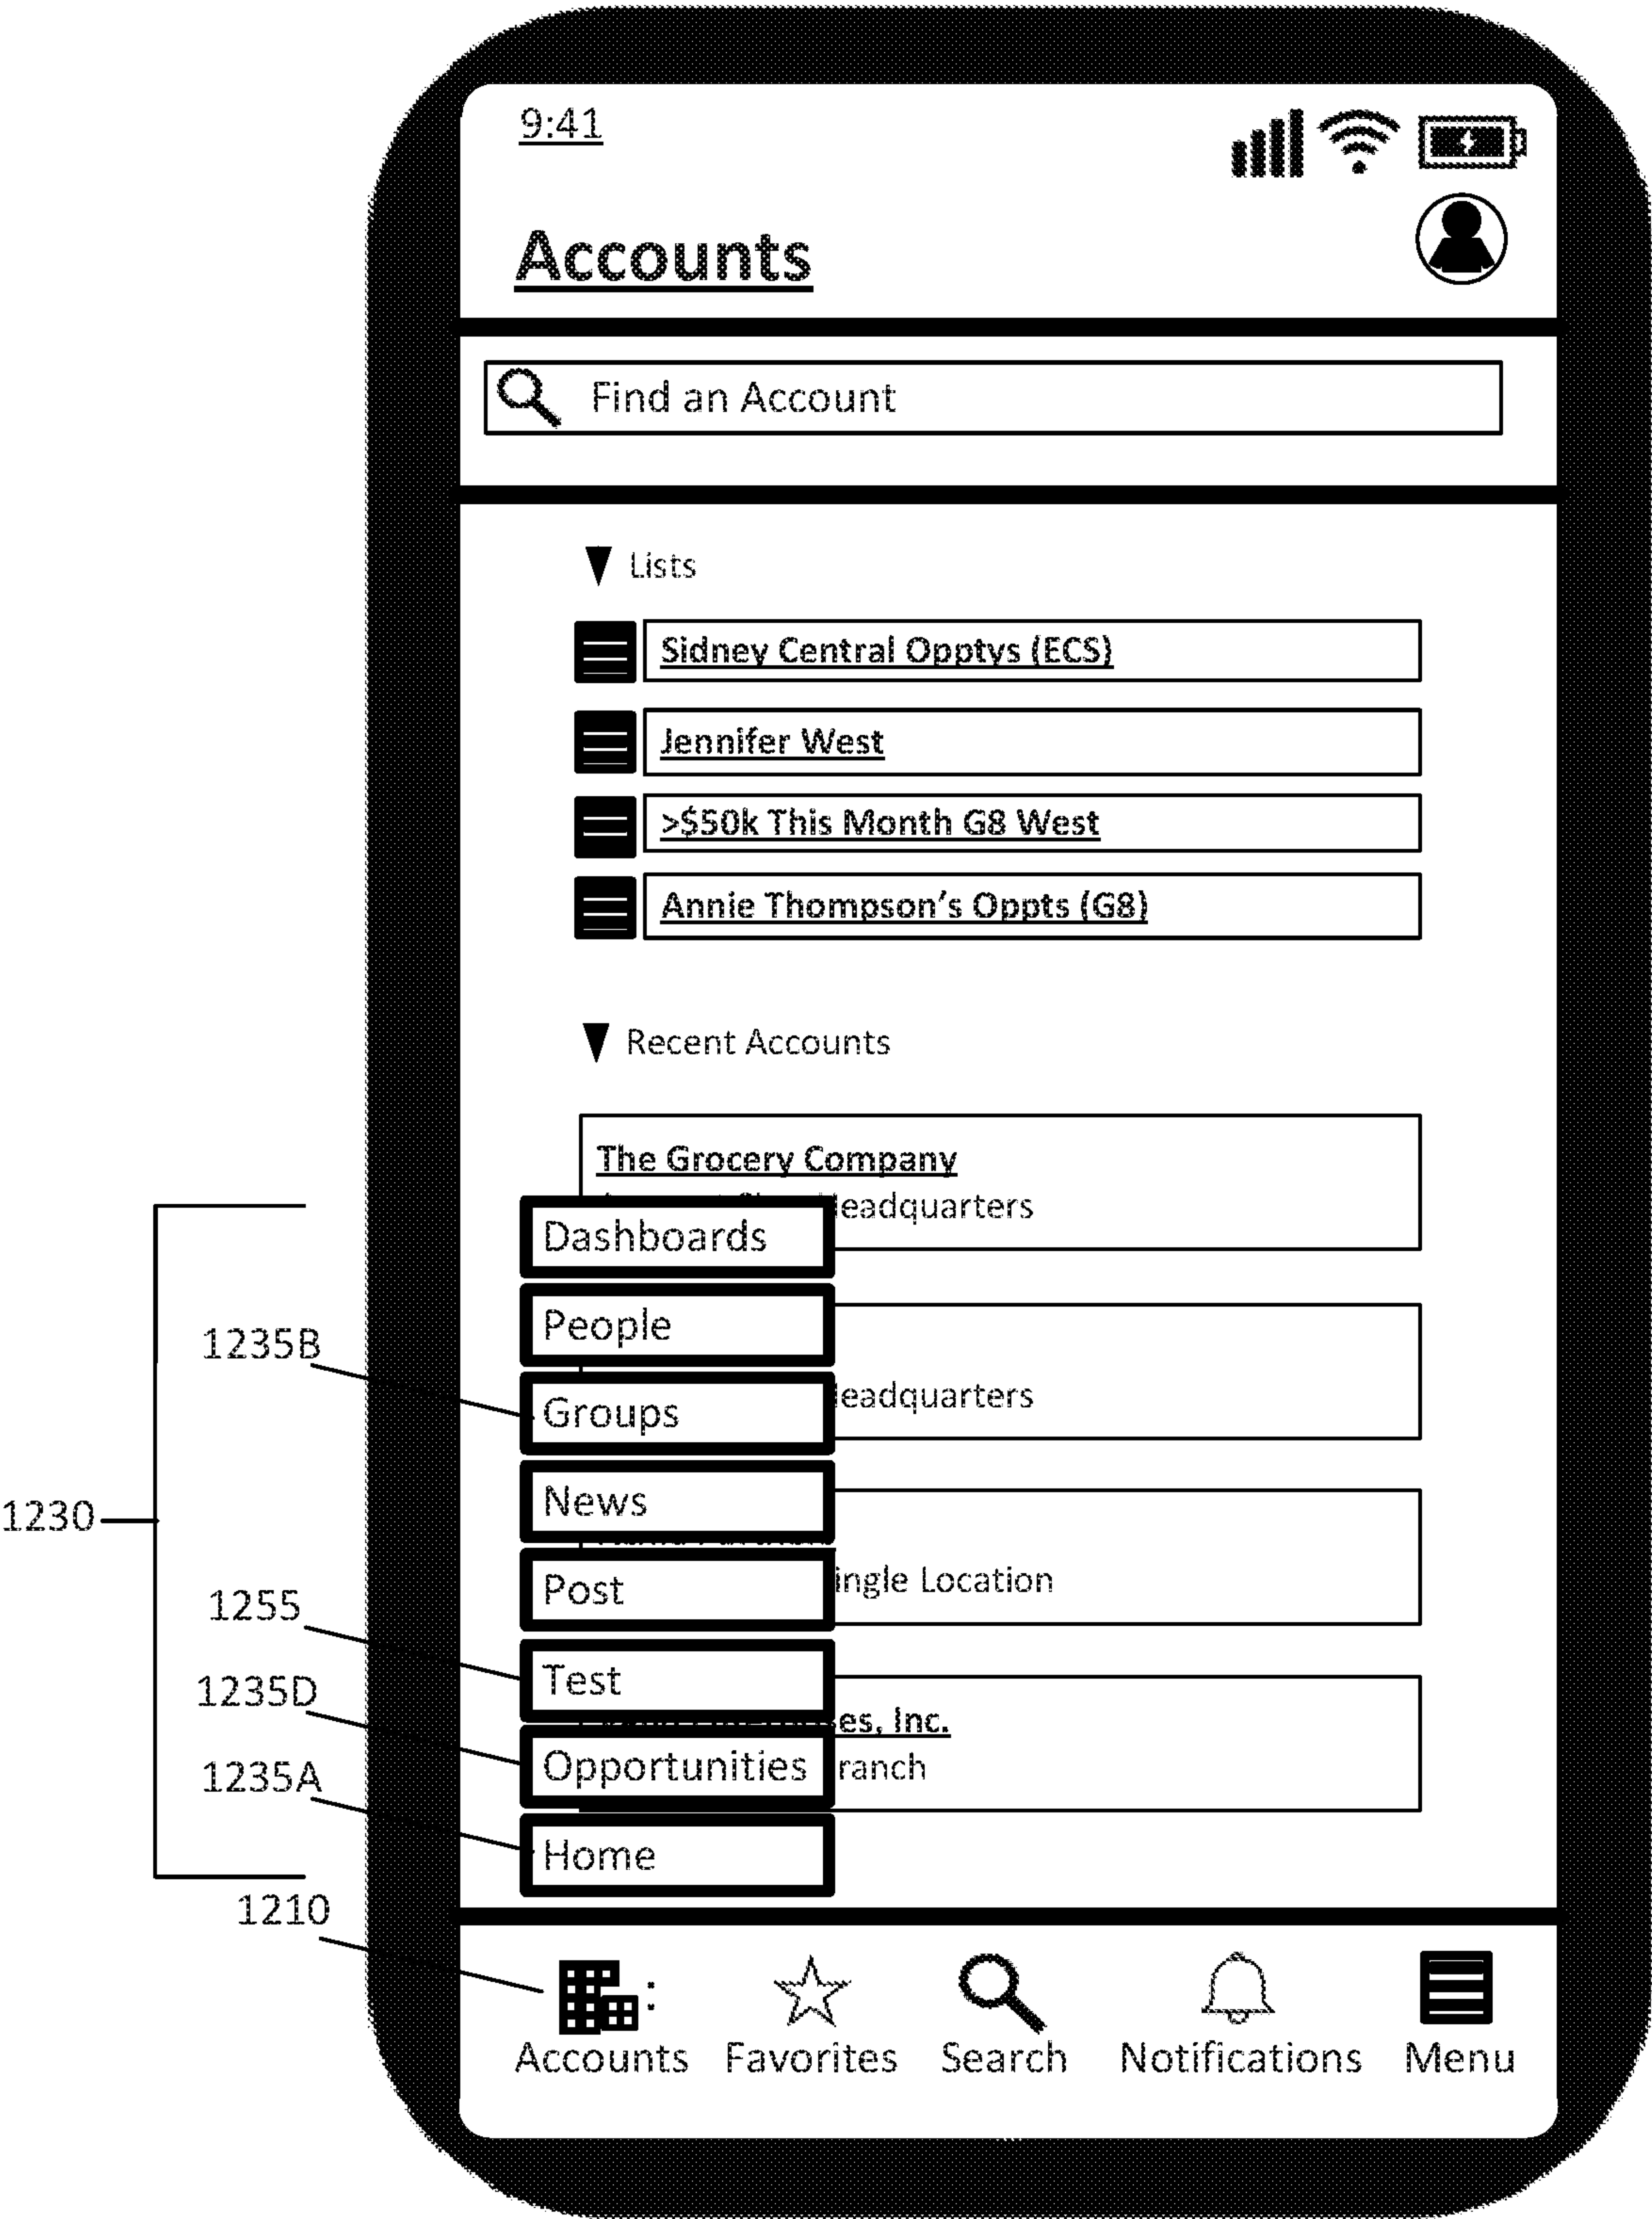 9:41
Accounts
Find an Account
Lists
Sidney Central Opptys (ECS)
Jennifer West
>$50k This Month G8 West
Annie Thompson's Oppts (G8)
Recent Accounts
The Grocery Company
eadquarters
Dashboards
People
1235B
eadquarters
Groups
News
1230
Post
ingle Location
1255
Test
1235D
es, Inc.
Opportunities
ranch
1235A
Home
1210
Accounts Favorites Search Notifications Menu